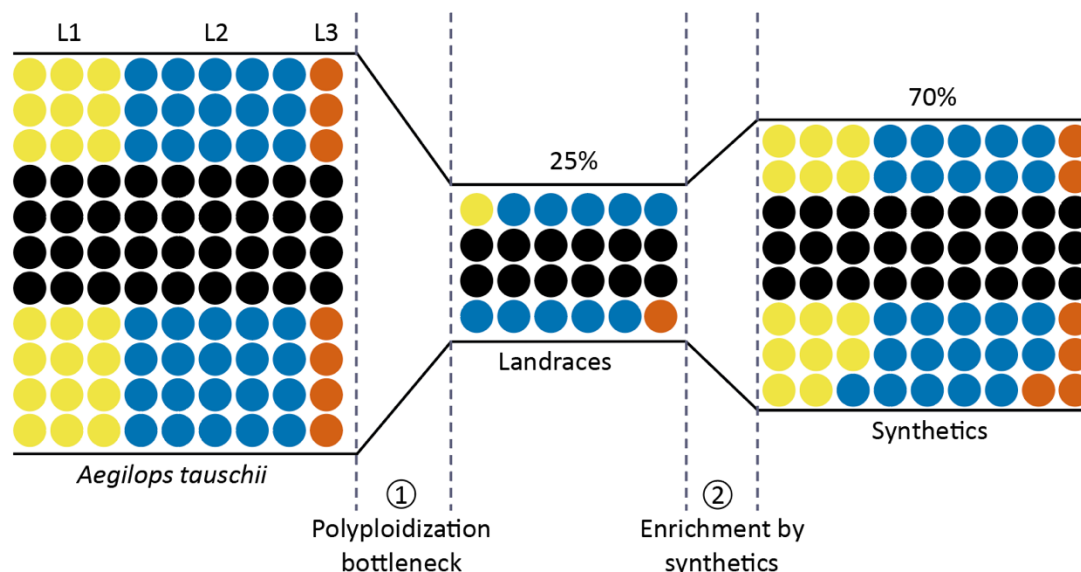 L1 L2 L3
70%
25%
Landraces
Synthetics
Aegilops tauschii
① ②
Polyploidization Enrichment by
bottleneck synthetics